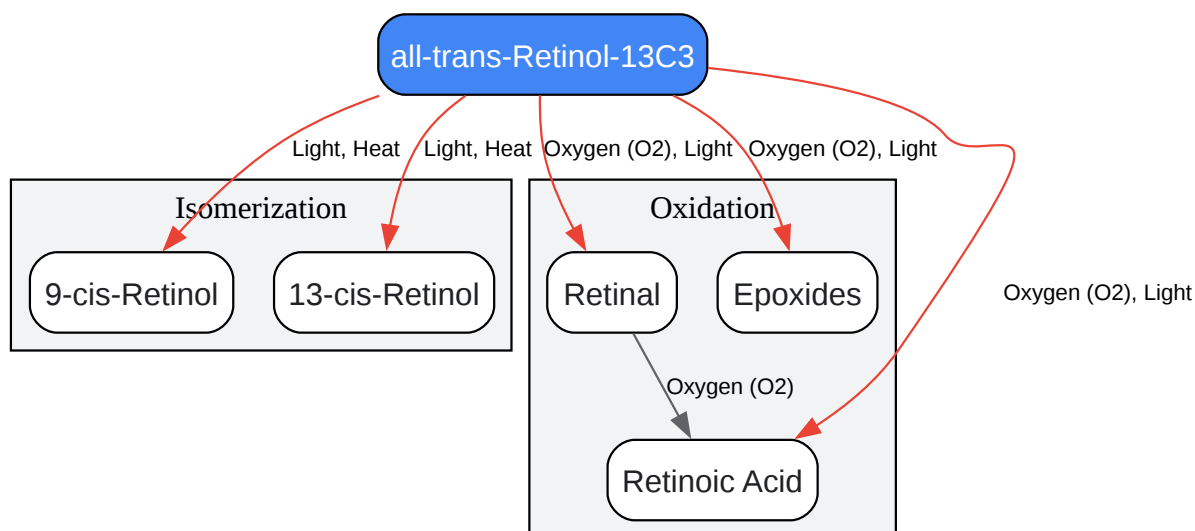 all-trans-Retinol-13C3
Light, Heat
Light, Heat
Oxygen (O2), Light
Oxygen (O2), Light
Isomerization
Oxidation
9-cis-Retinol
13-cis-Retinol
Retinal
Epoxides
Oxygen (O2), Light
Oxygen (O2)
Retinoic Acid